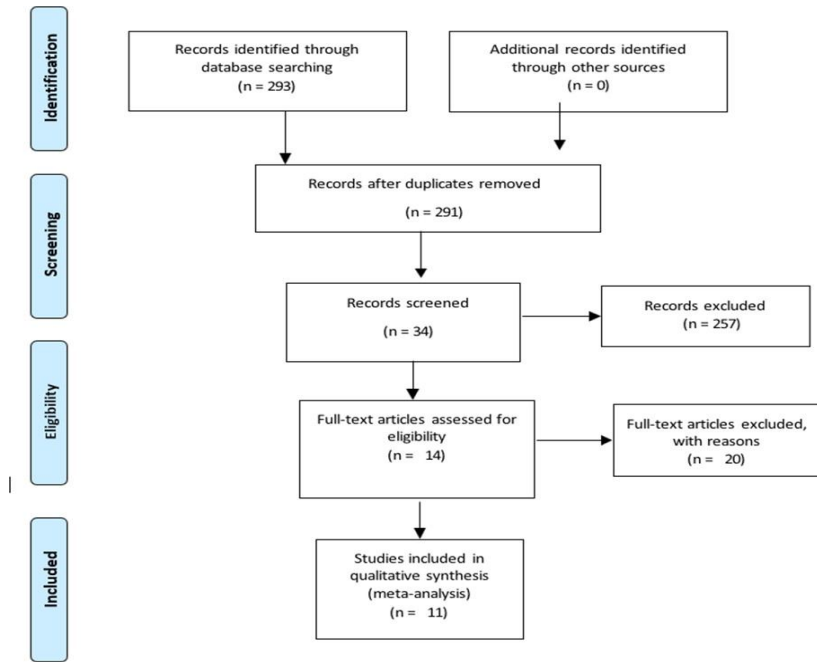 Identification
Records identified through
database searching
(n = 293)
Additional records identified
through other sources
(n = 0)
Screening
Records after duplicates removed
(n = 291)
Records screened
(n = 34)
Records excluded
(n = 257)
Eligibility
Full-text articles assessed for
eligibility
(n = 14)
Full-text articles excluded,
with reasons
(n = 20)
Included
Studies included in
qualitative synthesis
(meta-analysis)
(n = 11)